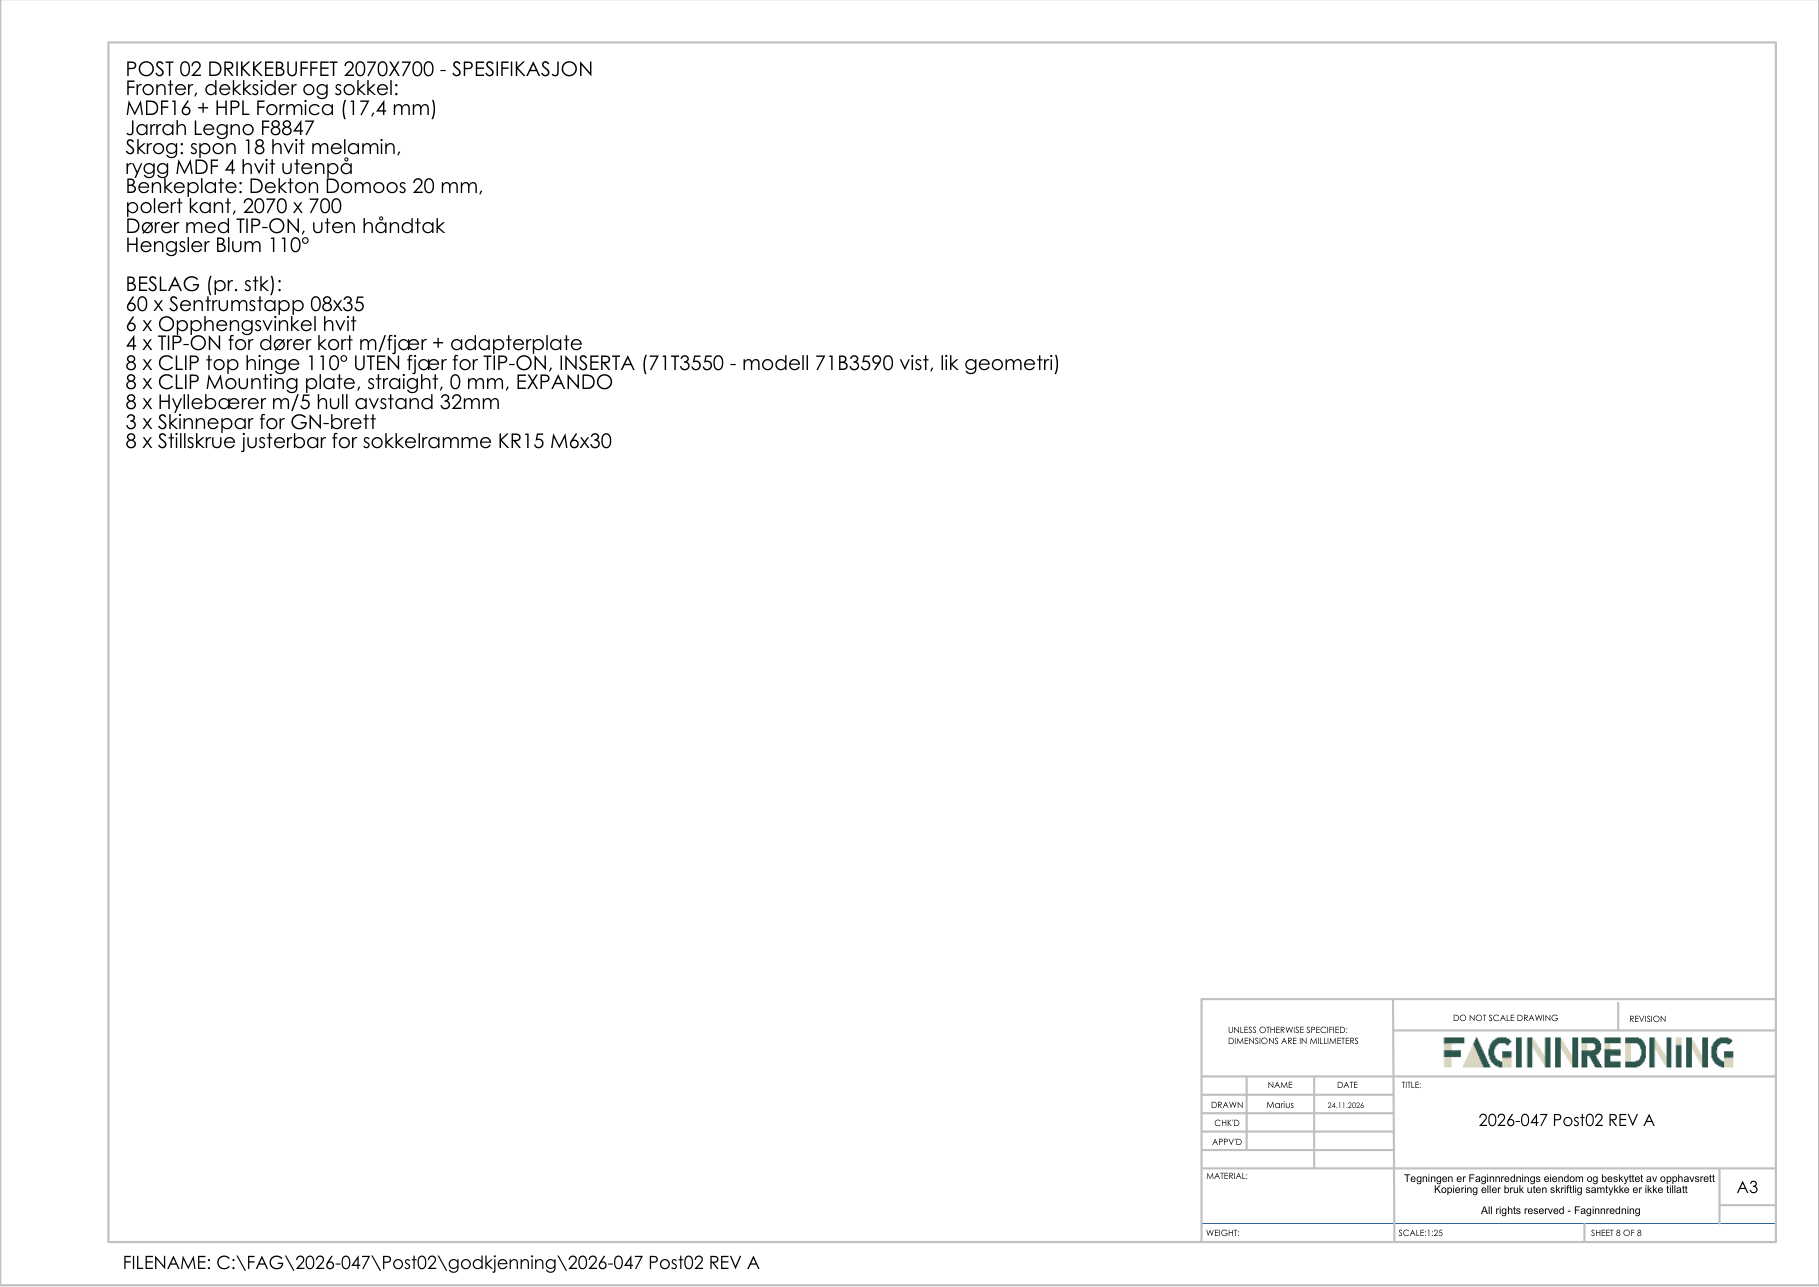 POST 02 DRIKKEBUFFET 2070X700 - SPESIFIKASJON
Fronter, dekksider og sokkel:
MDF16 + HPL Formica (17,4 mm)
Jarrah Legno F8847
Skrog: spon 18 hvit melamin,
rygg MDF 4 hvit utenpå
Benkeplate: Dekton Domoos 20 mm,
polert kant, 2070 x 700
Dører med TIP-ON, uten håndtak
Hengsler Blum 110°
BESLAG (pr. stk):
60 x Sentrumstapp 08x35
6 x Opphengsvinkel hvit
4 x TIP-ON for dører kort m/fjær + adapterplate
8 x CLIP top hinge 110° UTEN fjær for TIP-ON, INSERTA (71T3550 - modell 71B3590 vist, lik geometri)
8 x CLIP Mounting plate, straight, 0 mm, EXPANDO
8 x Hyllebærer m/5 hull avstand 32mm
3 x Skinnepar for GN-brett
8 x Stillskrue justerbar for sokkelramme KR15 M6x30
UNLESS OTHERWISE SPECIFIED:
DIMENSIONS ARE IN MILLIMETERS
DO NOT SCALE DRAWING
REVISION
FAGINNREDNING
NAME DATE
DRAWN Marius 24.11.2026
CHK'D
APPV'D
TITLE:
2026-047 Post02 REV A
MATERIAL:
Tegningen er Faginnrednings eiendom og beskyttet av opphavsrett
Kopiering eller bruk uten skriftlig samtykke er ikke tillatt
All rights reserved - Faginnredning
A3
WEIGHT:
SCALE:1:25
SHEET 8 OF 8
FILENAME: C:\FAG\2026-047\Post02\godkjenning\2026-047 Post02 REV A